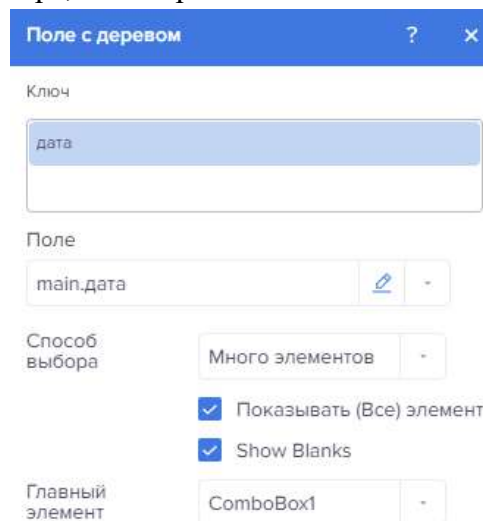 Поле с деревом ? ×
Ключ
дата
Поле
main.дата
Способ
выбора
Много элементов
Показывать (Все) элемент
Show Blanks
Главный
элемент
ComboBox1